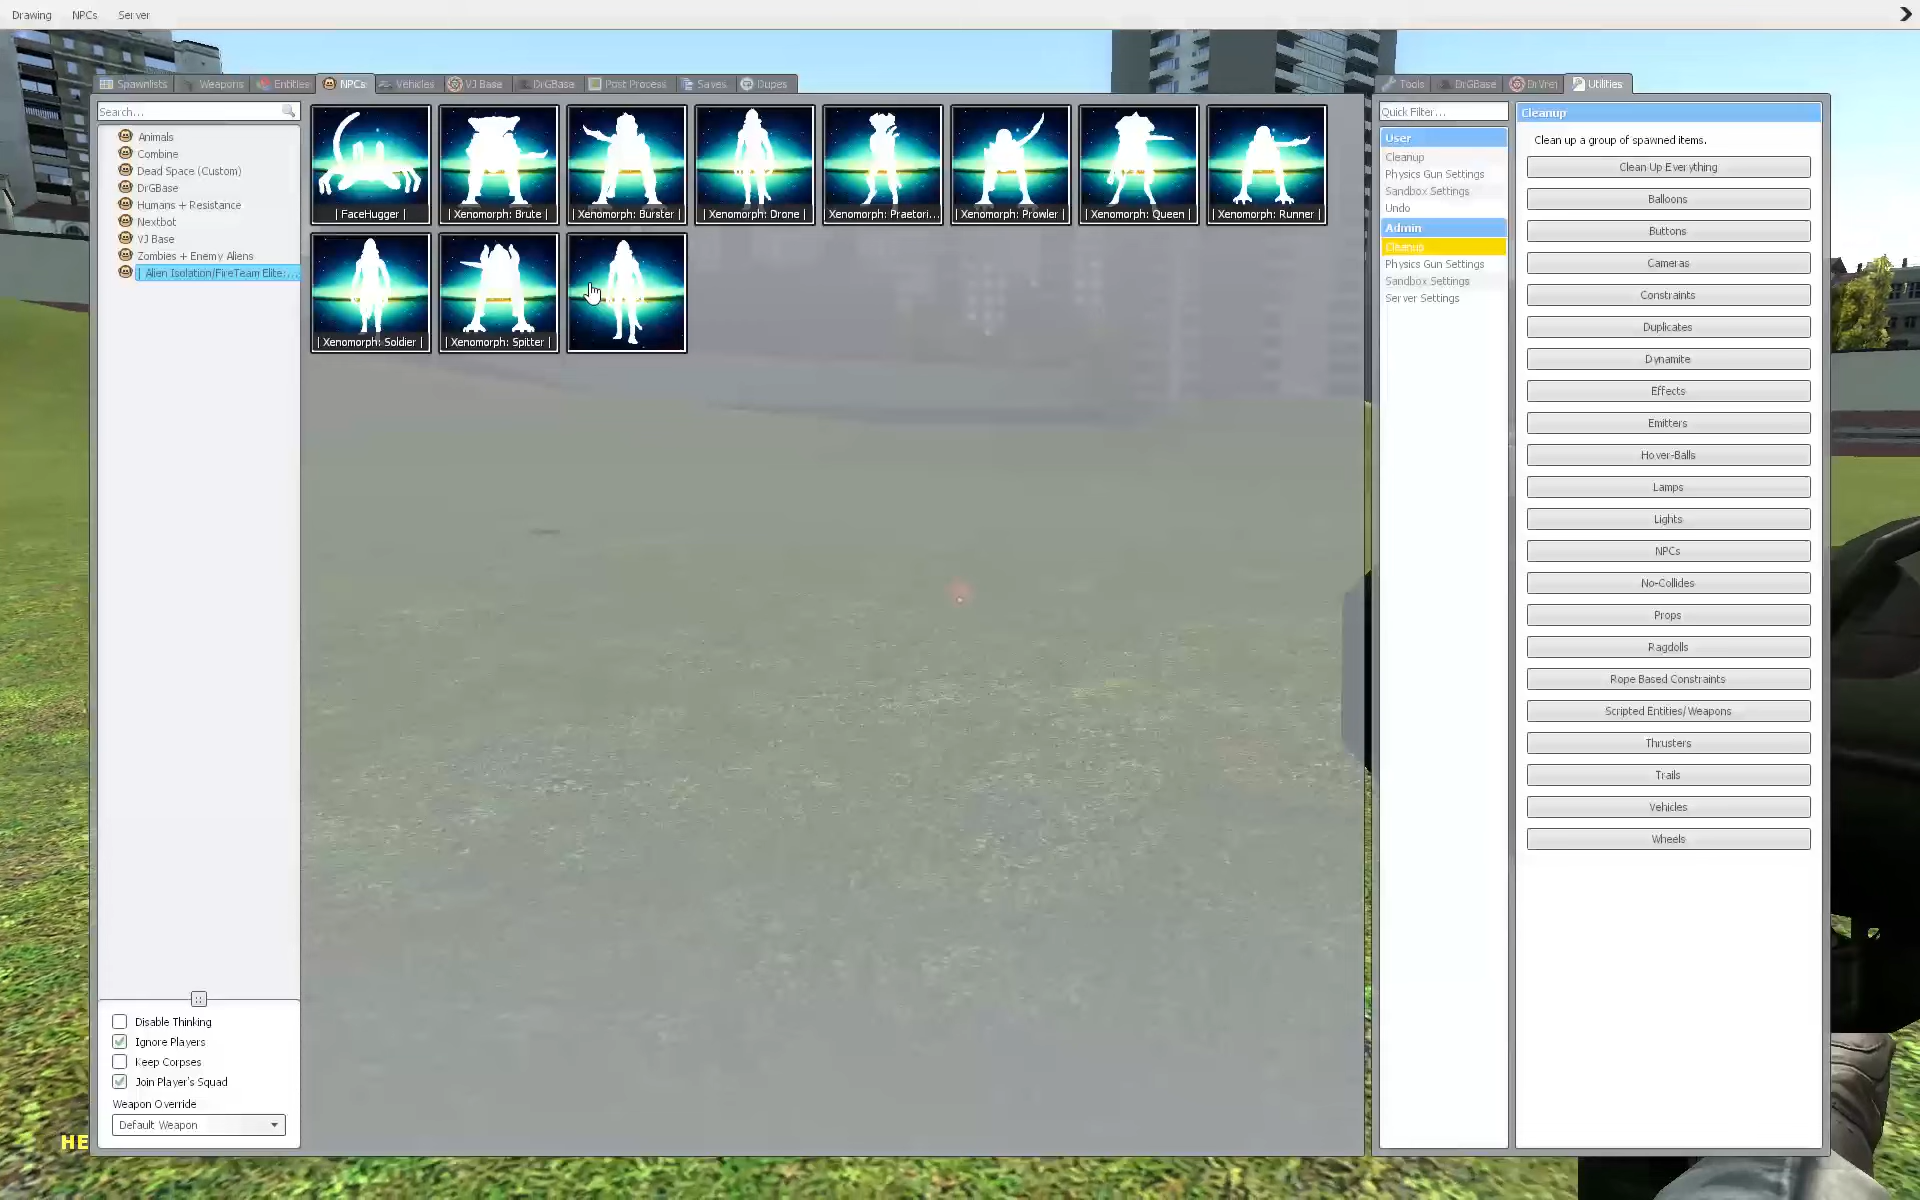 Drawing NPCs Server
Spawnlists Weapons Entities NPCs Vehicles VJ Base DrGBase Post Process Saves Dupes
Search...
Animals
Combine
Dead Space (Custom)
DrGBase
Humans + Resistance
Nextbot
VJ Base
Zombies + Enemy Aliens
| Alien Isolation/FireTeam Elite:...
| FaceHugger |
| Xenomorph: Brute |
| Xenomorph: Burster |
| Xenomorph: Drone |
Xenomorph: Praetori...
| Xenomorph: Prowler |
| Xenomorph: Queen |
| Xenomorph: Runner |
| Xenomorph: Soldier |
| Xenomorph: Spitter |
Disable Thinking
Ignore Players
Keep Corpses
Join Player's Squad
Weapon Override
Default Weapon
HE
Tools DrGBase DrVrej Utilities
Quick Filter...
User
Cleanup
Physics Gun Settings
Sandbox Settings
Undo
Admin
Cleanup
Physics Gun Settings
Sandbox Settings
Server Settings
Cleanup
Clean up a group of spawned items.
Clean Up Everything
Balloons
Buttons
Cameras
Constraints
Duplicates
Dynamite
Effects
Emitters
Hover-Balls
Lamps
Lights
NPCs
No-Collides
Props
Ragdolls
Rope Based Constraints
Scripted Entities/Weapons
Thrusters
Trails
Vehicles
Wheels